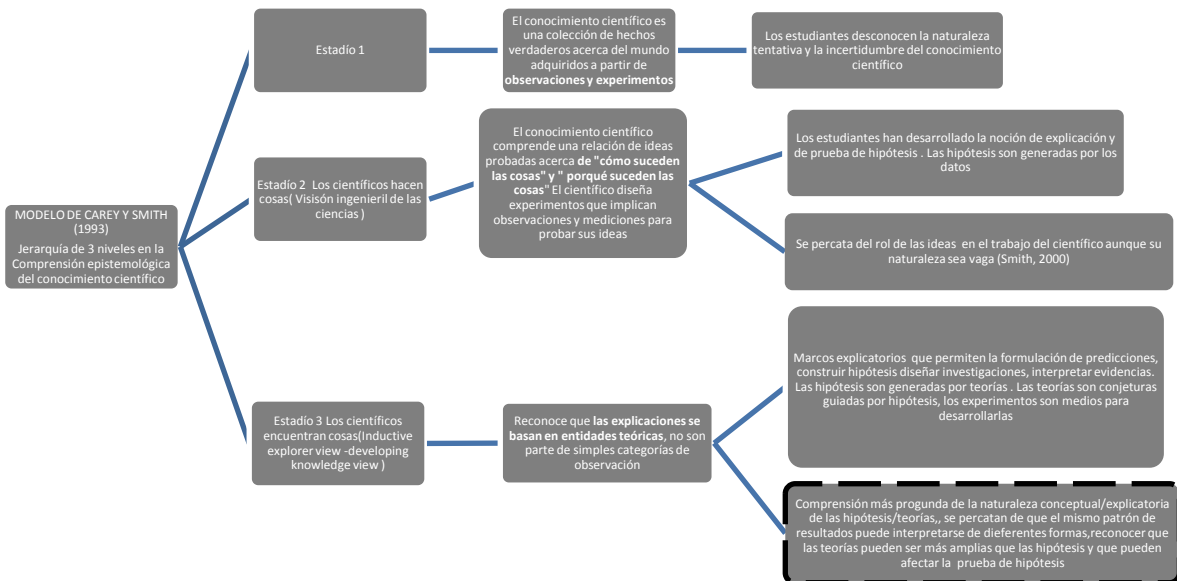 MODELO DE CAREY Y SMITH
(1993)
Jerarquía de 3 niveles en la
Comprensión epistemológica
del conocimiento científico
Estadío 1
El conocimiento científico es
una colección de hechos
verdaderos acerca del mundo
adquiridos a partir de
observaciones y experimentos
Los estudiantes desconocen la naturaleza
tentativa y la incertidumbre del conocimiento
científico
Estadío 2 Los científicos hacen
cosas( Visisón ingenieril de las
ciencias )
El conocimiento científico
comprende una relación de ideas
probadas acerca de "cómo suceden
las cosas" y " porqué suceden las
cosas" El científico diseña
experimentos que implican
observaciones y mediciones para
probar sus ideas
Los estudiantes han desarrollado la noción de explicación y
de prueba de hipótesis . Las hipótesis son generadas por los
datos
Se percata del rol de las ideas en el trabajo del científico aunque su
naturaleza sea vaga (Smith, 2000)
Estadío 3 Los científicos
encuentran cosas(Inductive
explorer view -developing
knowledge view )
Reconoce que las explicaciones se
basan en entidades teóricas, no son
parte de simples categorías de
observación
Marcos explicatorios que permiten la formulación de predicciones,
construir hipótesis diseñar investigaciones, interpretar evidencias.
Las hipótesis son generadas por teorías . Las teorías son conjeturas
guiadas por hipótesis, los experimentos son medios para
desarrollarlas
Comprensión más progunda de la naturaleza conceptual/explicatoria
de las hipótesis/teorías,, se percatan de que el mismo patrón de
resultados puede interpretarse de dieferentes formas,reconocer que
las teorías pueden ser más amplias que las hipótesis y que pueden
afectar la prueba de hipótesis